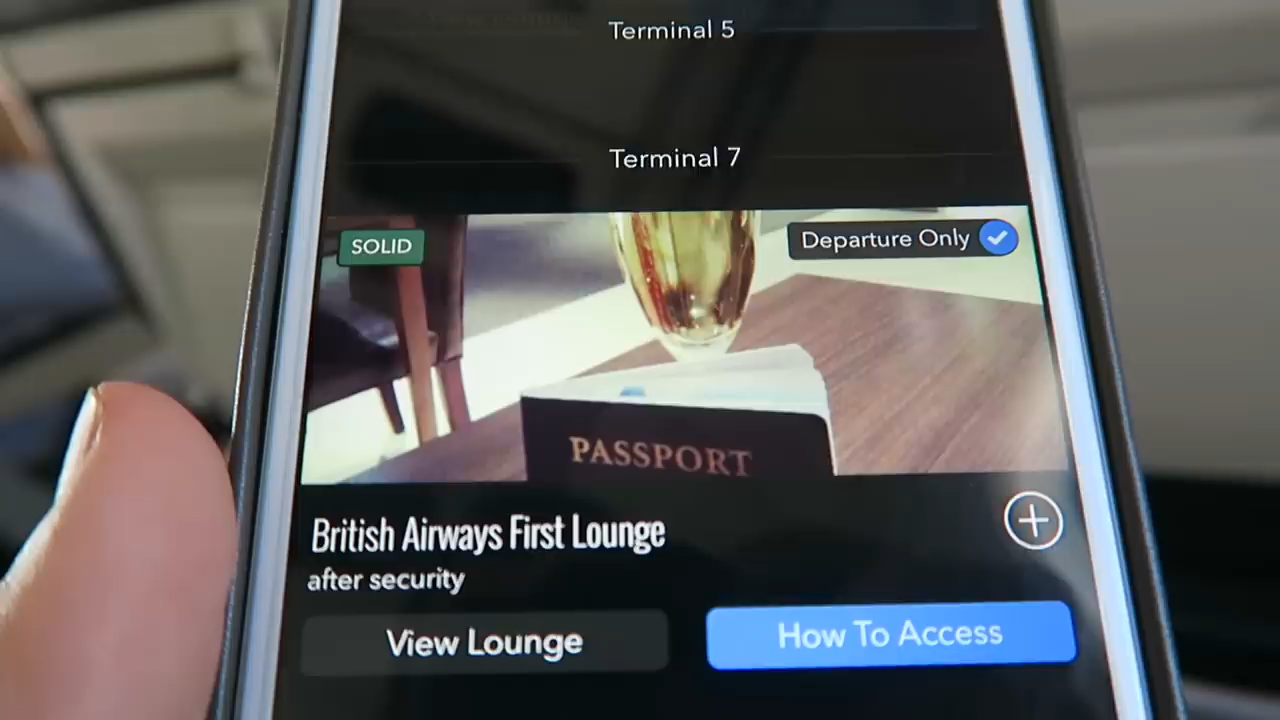 Terminal 5
Terminal 7
SOLID
Departure Only
PASSPORT
British Airways First Lounge
after security
View Lounge
How To Access